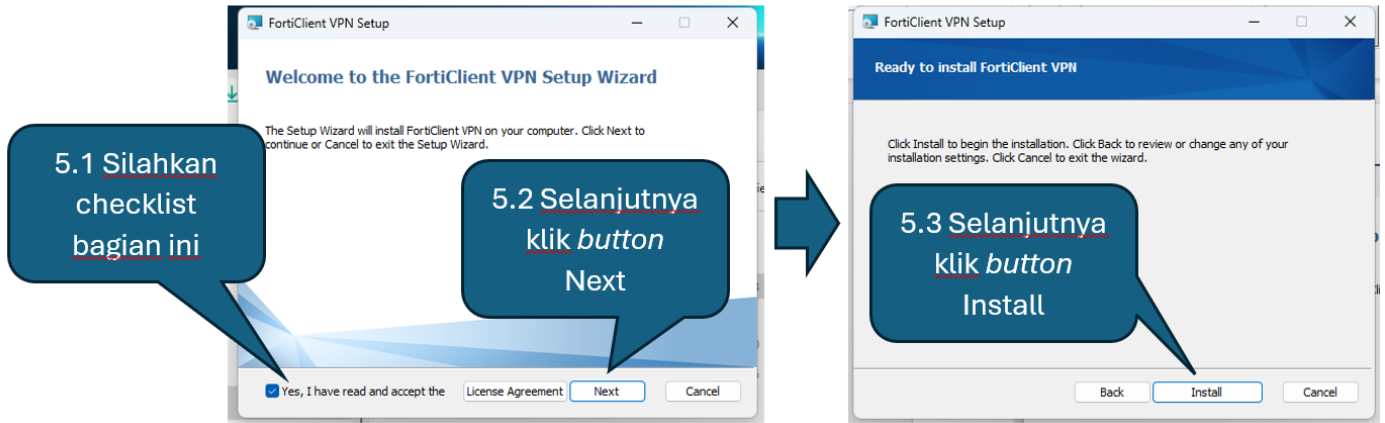 FortiClient VPN Setup
Welcome to the FortiClient VPN Setup Wizard
The Setup Wizard will install FortiClient VPN on your computer. Click Next to
continue or Cancel to exit the Setup Wizard.
5.1 Silahkan
checklist
bagian ini
5.2 Selanjutnya
klik button
Next
Yes, I have read and accept the
License Agreement
Next
Cancel
FortiClient VPN Setup
Ready to install FortiClient VPN
Click Install to begin the installation. Click Back to review or change any of your
installation settings. Click Cancel to exit the wizard.
5.3 Selanjutnya
klik button
Install
Back
Install
Cancel